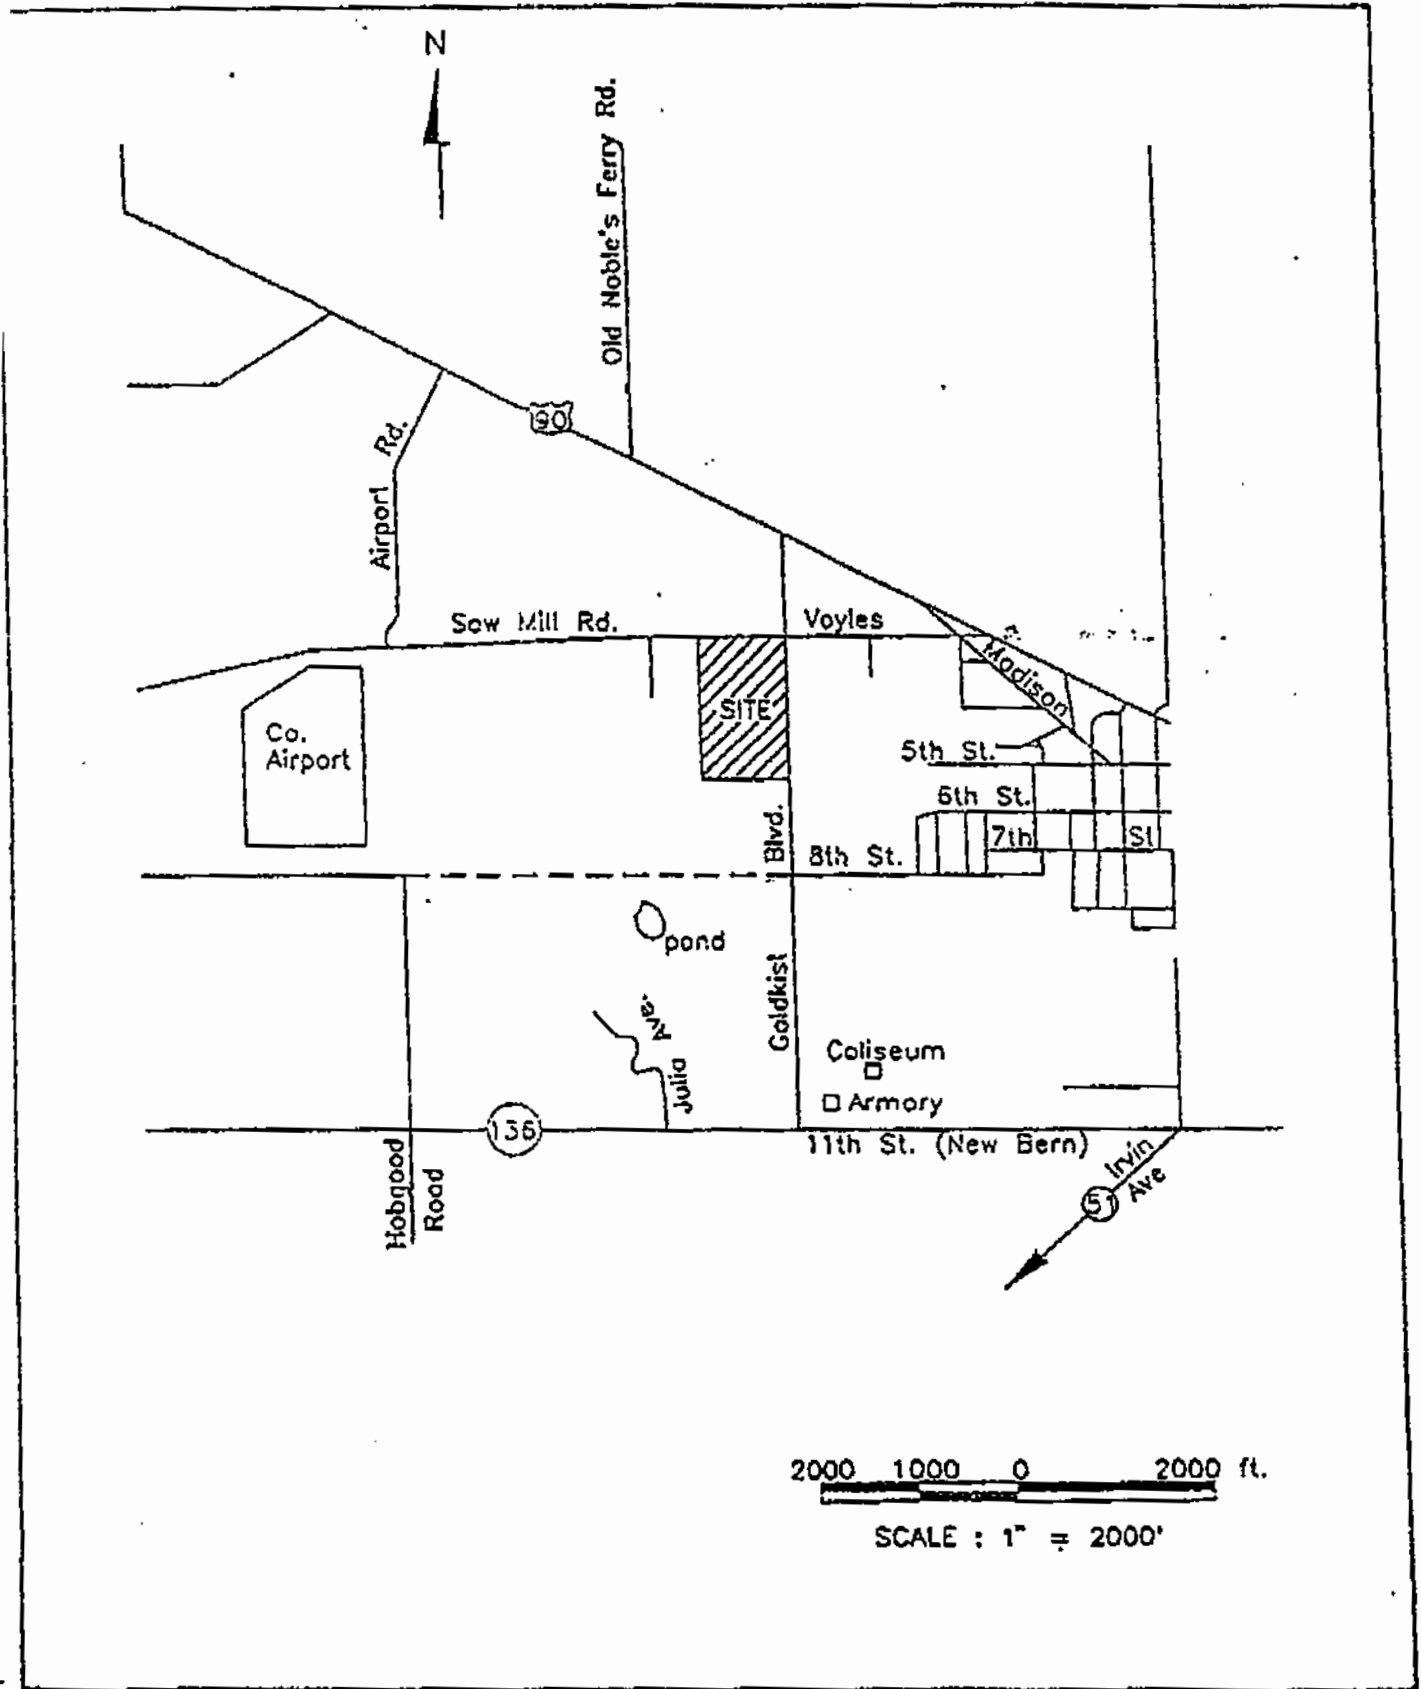 N
Old Noble's Ferry Rd.
90
Airport Rd.
Saw Mill Rd.
Voyles
Madison
SITE
Co.
Airport
5th St.
6th St.
7th St
8th St.
Goldkist Blvd.
pond
Julia Ave.
Coliseum
Armory
136
11th St. (New Bern)
Hobgood
Road
Irvin
Ave
51
2000 1000 0 2000 ft.
SCALE : 1" = 2000'